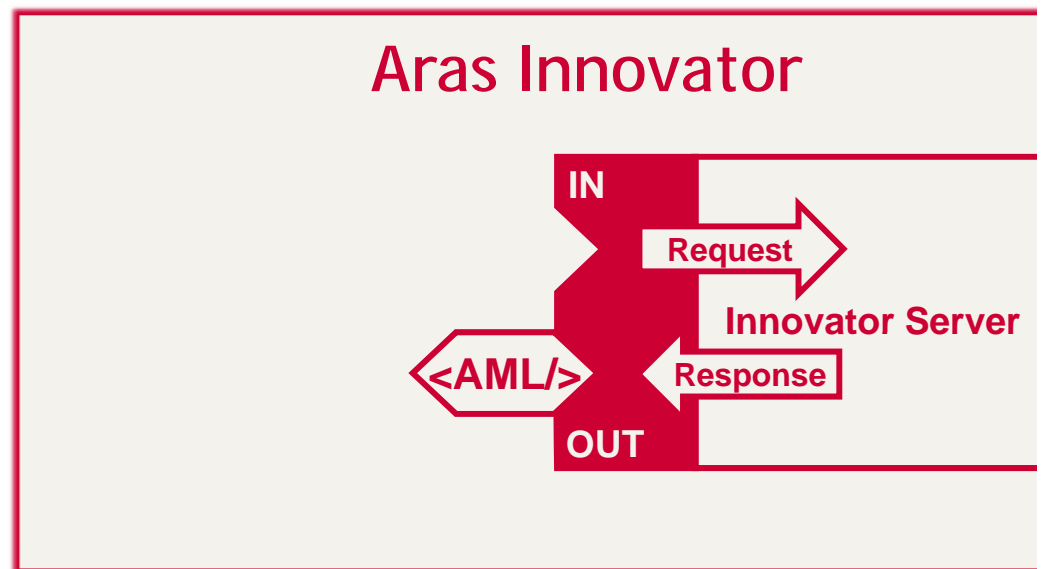 Aras Innovator
IN
Request
Innovator Server
<AML/>
Response
OUT